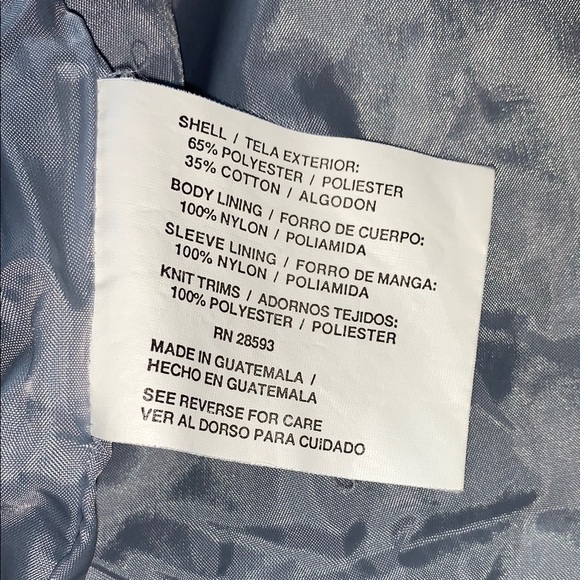 SHELL / TELA EXTERIOR:
65% POLYESTER / POLIESTER
35% COTTON / ALGODON
BODY LINING / FORRO DE CUERPO:
100% NYLON / POLIAMIDA
SLEEVE LINING / FORRO DE MANGA:
100% NYLON / POLIAMIDA
KNIT TRIMS / ADORNOS TEJIDOS:
100% POLYESTER / POLIESTER
RN 28593
MADE IN GUATEMALA /
HECHO EN GUATEMALA
SEE REVERSE FOR CARE
VER AL DORSO PARA CUiDADO